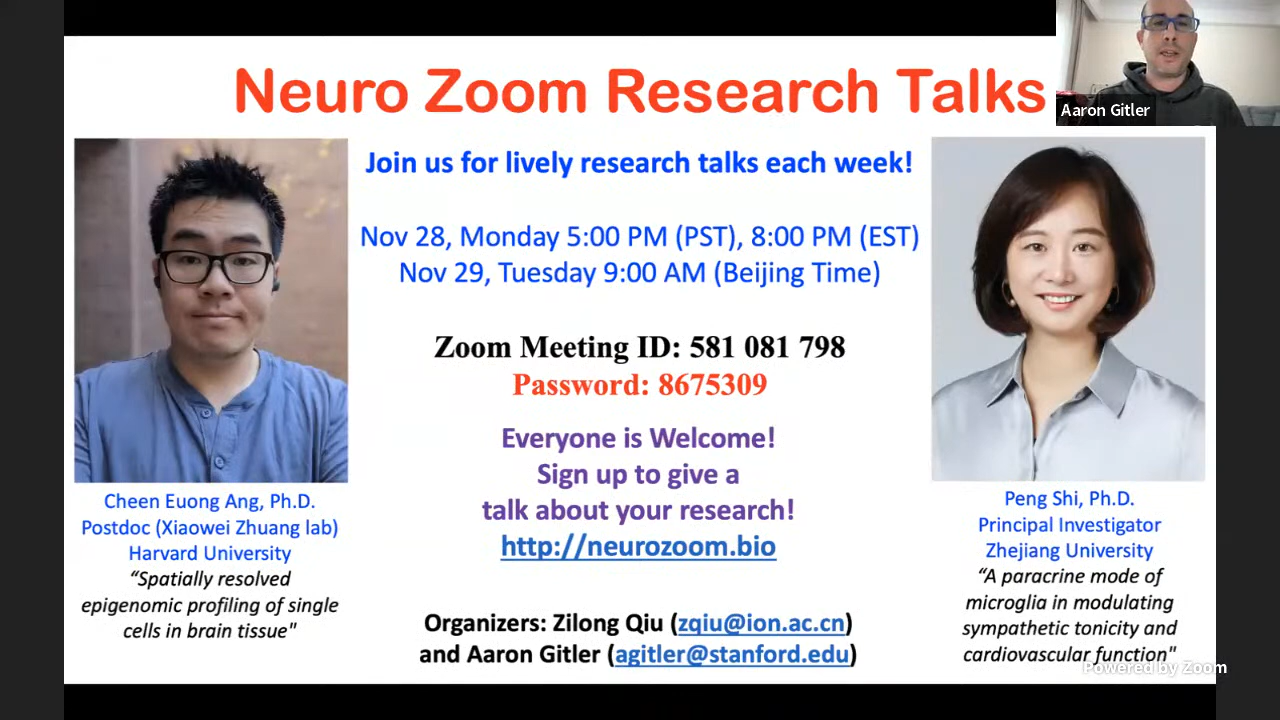 Neuro Zoom Research Talks
Aaron Gitler
Join us for lively research talks each week!
Nov 28, Monday 5:00 PM (PST), 8:00 PM (EST)
Nov 29, Tuesday 9:00 AM (Beijing Time)
Zoom Meeting ID: 581 081 798
Password: 8675309
Everyone is Welcome!
Sign up to give a
talk about your research!
http://neurozoom.bio
Organizers: Zilong Qiu (zqiu@ion.ac.cn)
and Aaron Gitler (agitler@stanford.edu)
Cheen Euong Ang, Ph.D.
Postdoc (Xiaowei Zhuang lab)
Harvard University
“Spatially resolved
epigenomic profiling of single
cells in brain tissue"
Peng Shi, Ph.D.
Principal Investigator
Zhejiang University
“A paracrine mode of
microglia in modulating
sympathetic tonicity and
cardiovascular function"
Powered by Zoom